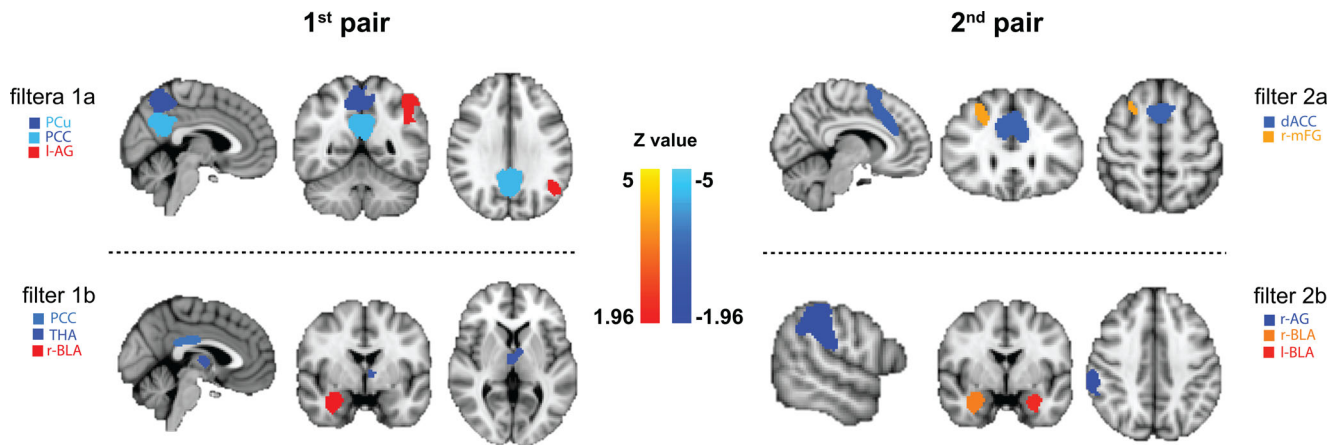 1st pair
2nd pair
filtera 1a
PCu
PCC
l-AG
Z value
5
-5
1.96
-1.96
filter 2a
dACC
r-mFG
filter 1b
PCC
THA
r-BLA
filter 2b
r-AG
r-BLA
l-BLA